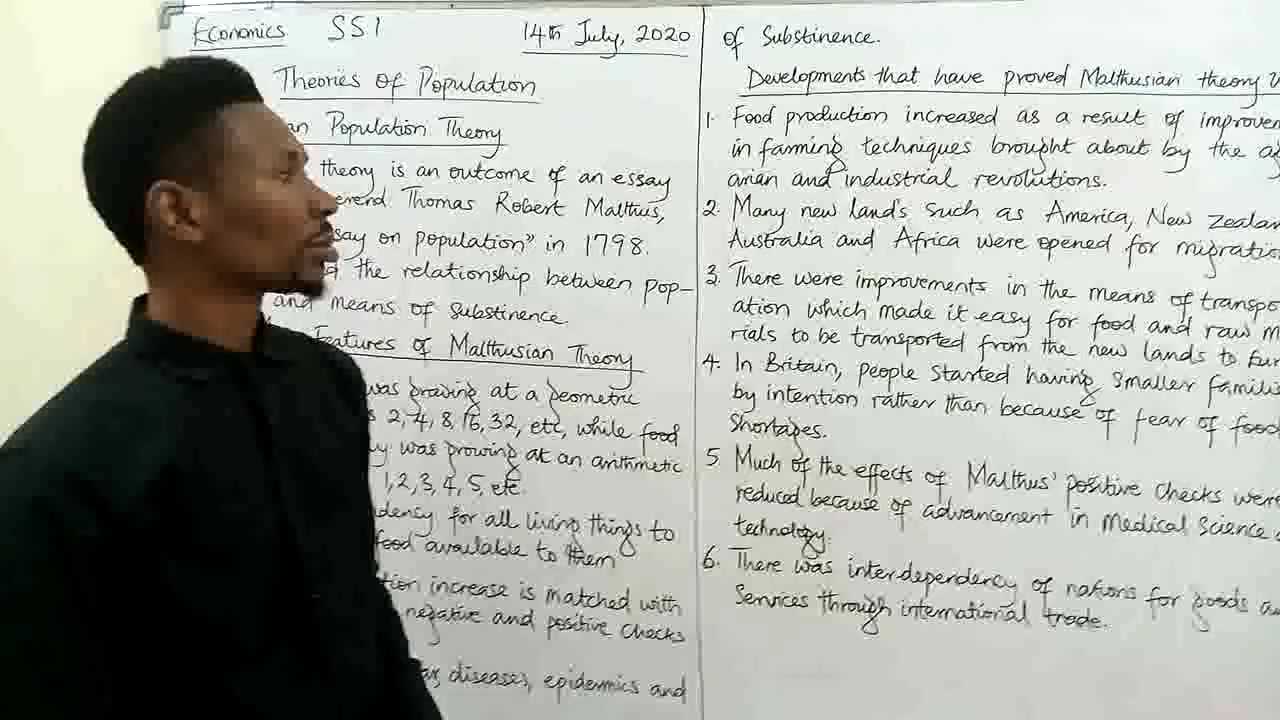 Economics SS1 14th July, 2020
Theories of Population
an Population Theory
theory is an outcome of an essay
erend Thomas Robert Malthus,
say on population" in 1798.
the relationship between pop-
and means of Substinence.
Features of Malthusian Theory
was growing at a geometric
2, 4, 8, 16, 32, etc, while food
y was growing at an arithmetic
1, 2, 3, 4, 5, etc.
dency for all living things to
food available to them
tion increase is matched with
negative and positive checks
ar, diseases, epidemics and
of Substinence.
Developments that have proved Malthusian theory
1. Food production increased as a result of improvem
in farming techniques brought about by the ag
arian and industrial revolutions.
2. Many new land's such as America, New Zealan
Australia and Africa were opened for migratio
3. There were improvements in the means of transpo
ation which made it easy for food and raw m
rials to be transported from the new lands to Eur
4. In Britain, people started having smaller famili
by intention rather than because of fear of food
Shortages.
5 Much of the effects of Malthus' positive checks wer
reduced because of advancement in Medical Science
technology.
6. There was interdependency of nations for goods a
Services through international trade.